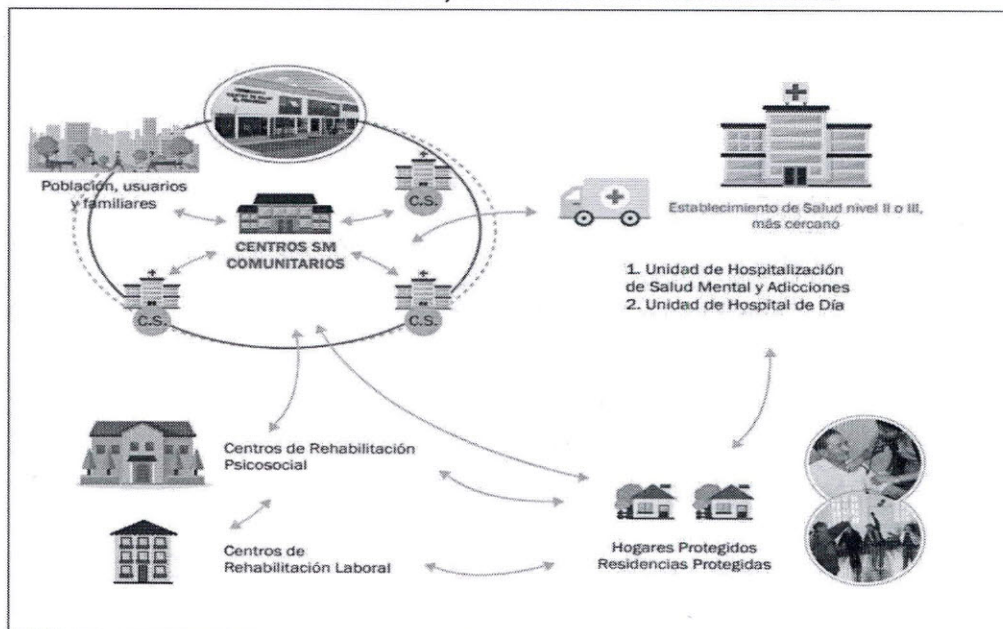 Población, usuarios
y familiares
C.S.
CENTROS SM
COMUNITARIOS
C.S.
C.S.
Establecimiento de Salud nivel II o III,
más cercano
1. Unidad de Hospitalización
de Salud Mental y Adicciones
2. Unidad de Hospital de Día
Centros de Rehabilitación
Psicosocial
Centros de
Rehabilitación Laboral
Hogares Protegidos
Residencias Protegidas